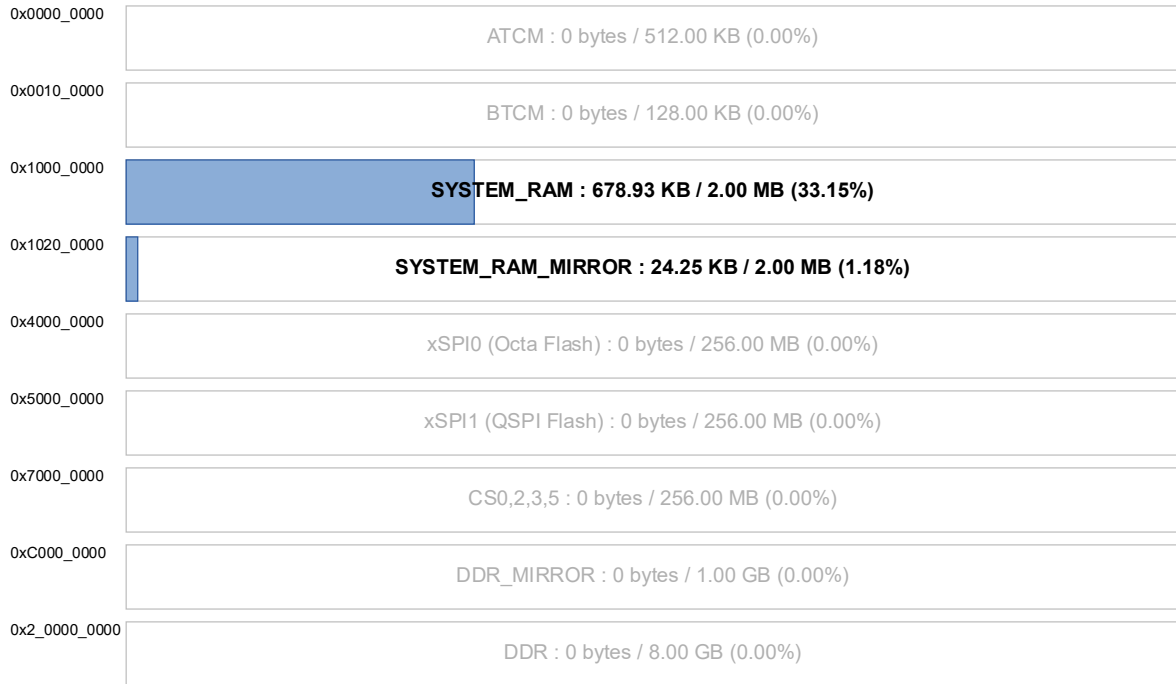 0x0000_0000
ATCM : 0 bytes / 512.00 KB (0.00%)
0x0010_0000
BTCM : 0 bytes / 128.00 KB (0.00%)
0x1000_0000
SYSTEM_RAM : 678.93 KB / 2.00 MB (33.15%)
0x1020_0000
SYSTEM_RAM_MIRROR : 24.25 KB / 2.00 MB (1.18%)
0x4000_0000
xSPI0 (Octa Flash) : 0 bytes / 256.00 MB (0.00%)
0x5000_0000
xSPI1 (QSPI Flash) : 0 bytes / 256.00 MB (0.00%)
0x7000_0000
CS0,2,3,5 : 0 bytes / 256.00 MB (0.00%)
0xC000_0000
DDR_MIRROR : 0 bytes / 1.00 GB (0.00%)
0x2_0000_0000
DDR : 0 bytes / 8.00 GB (0.00%)